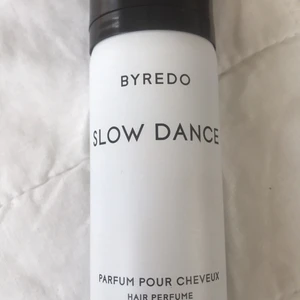 BYREDO
SLOW DANCE
PARFUM POUR CHEVEUX
HAIR PERFUME